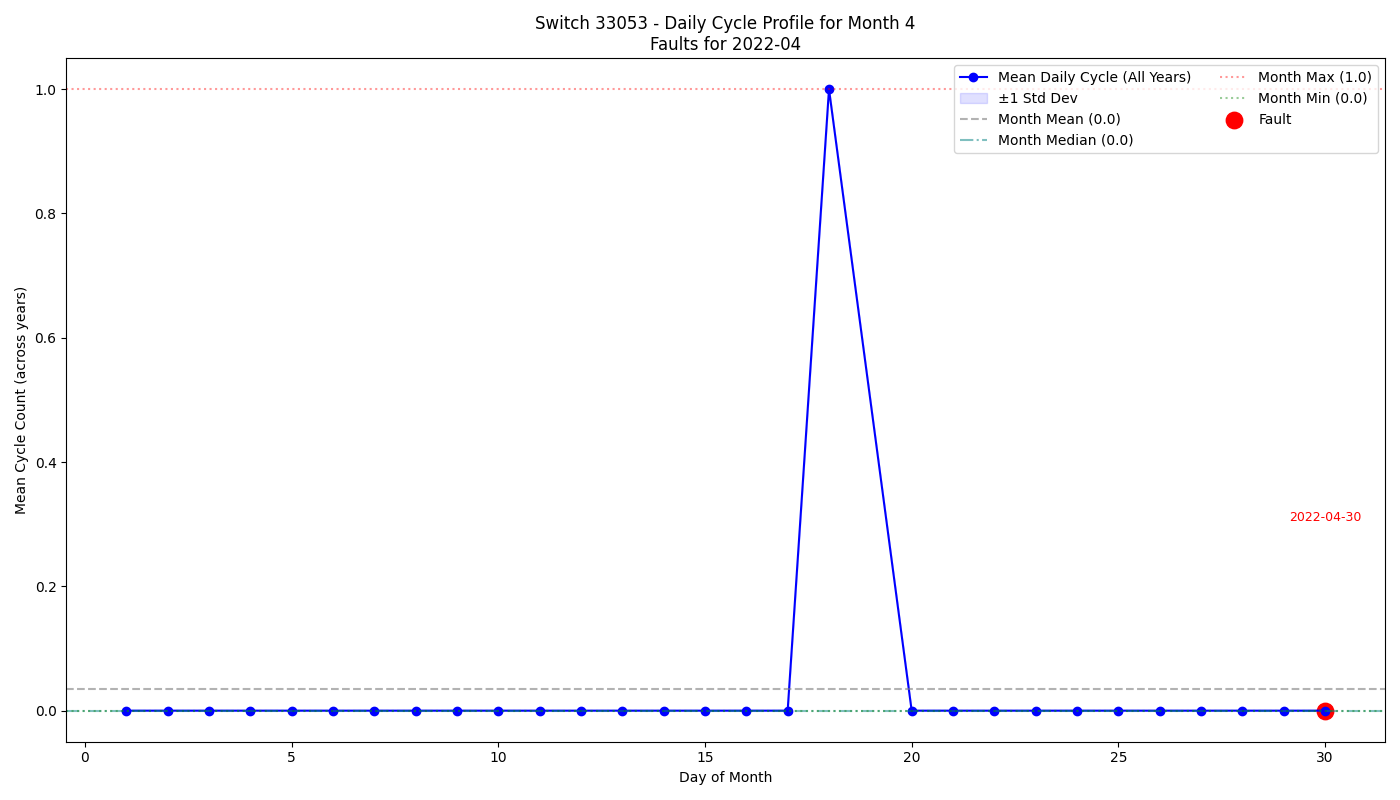 Switch 33053 - Daily Cycle Profile for Month 4
Faults for 2022-04
Mean Daily Cycle (All Years)
±1 Std Dev
Month Mean (0.0)
Month Median (0.0)
Month Max (1.0)
Month Min (0.0)
Fault
Mean Cycle Count (across years)
1.0
0.8
0.6
0.4
0.2
0.0
2022-04-30
0
5
10
15
20
25
30
Day of Month